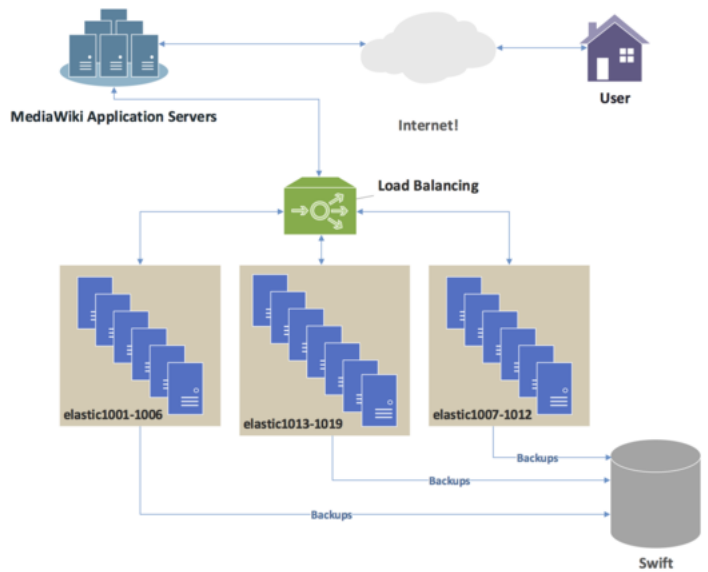 User
MediaWiki Application Servers
Internet!
Load Balancing
elastic1001-1006
elastic1013-1019
elastic1007-1012
Backups
Backups
Backups
Swift